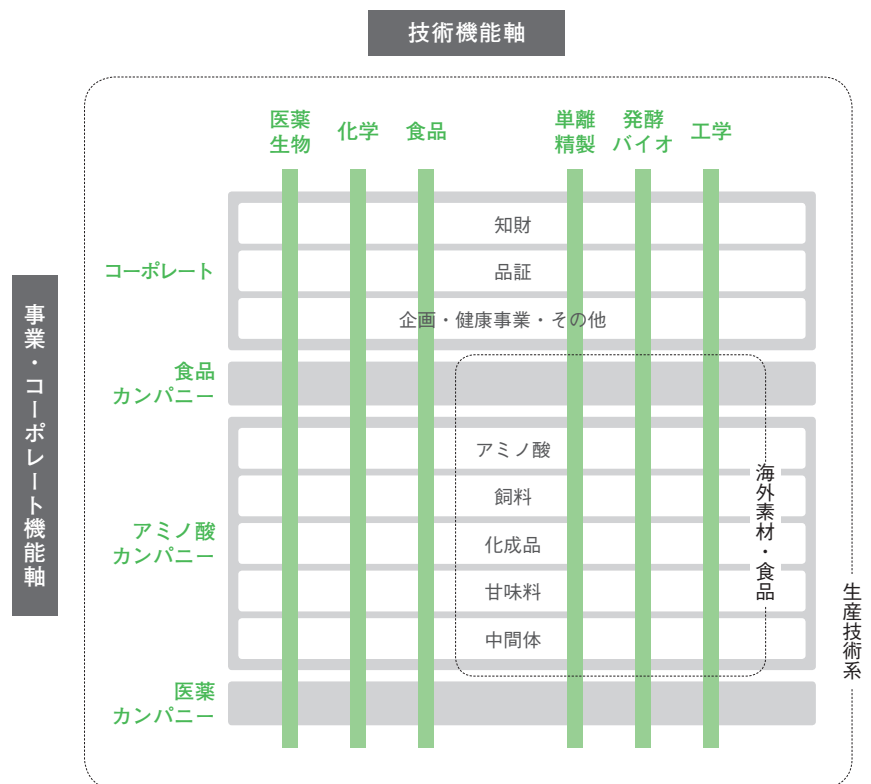 技術機能軸
医薬
生物
化学
食品
単離
精製
発酵
バイオ
工学
事業・コーポレート機能軸
コーポレート
知財
品証
企画・健康事業・その他
食品
カンパニー
アミノ酸
カンパニー
アミノ酸
飼料
化成品
甘味料
中間体
海外素材・食品
生産技術系
医薬
カンパニー